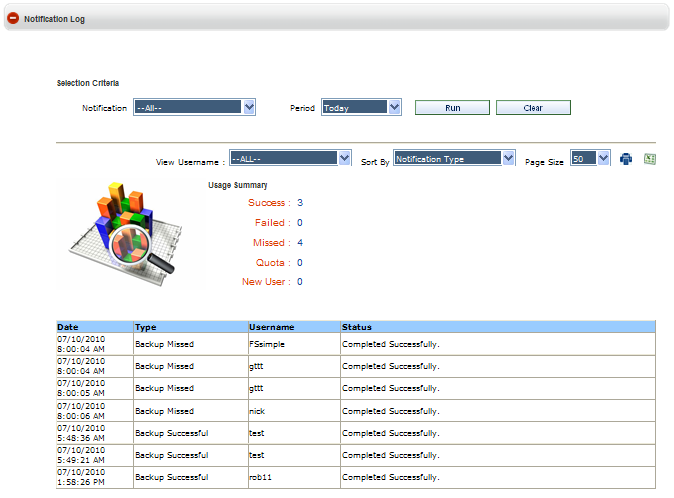 Notification Log
Selection Criteria
Notification --All-- Period Today Run Clear
View Username : --ALL-- Sort By Notification Type Page Size 50
Usage Summary
Success : 3
Failed : 0
Missed : 4
Quota : 0
New User : 0
Date Type Username Status
07/10/2010
8:00:04 AM Backup Missed FSsimple Completed Successfully.
07/10/2010
8:00:04 AM Backup Missed gttt Completed Successfully.
07/10/2010
8:00:05 AM Backup Missed gttt Completed Successfully.
07/10/2010
8:00:06 AM Backup Missed nick Completed Successfully.
07/10/2010
5:48:36 AM Backup Successful test Completed Successfully.
07/10/2010
5:49:21 AM Backup Successful test Completed Successfully.
07/10/2010
1:58:26 PM Backup Successful rob11 Completed Successfully.